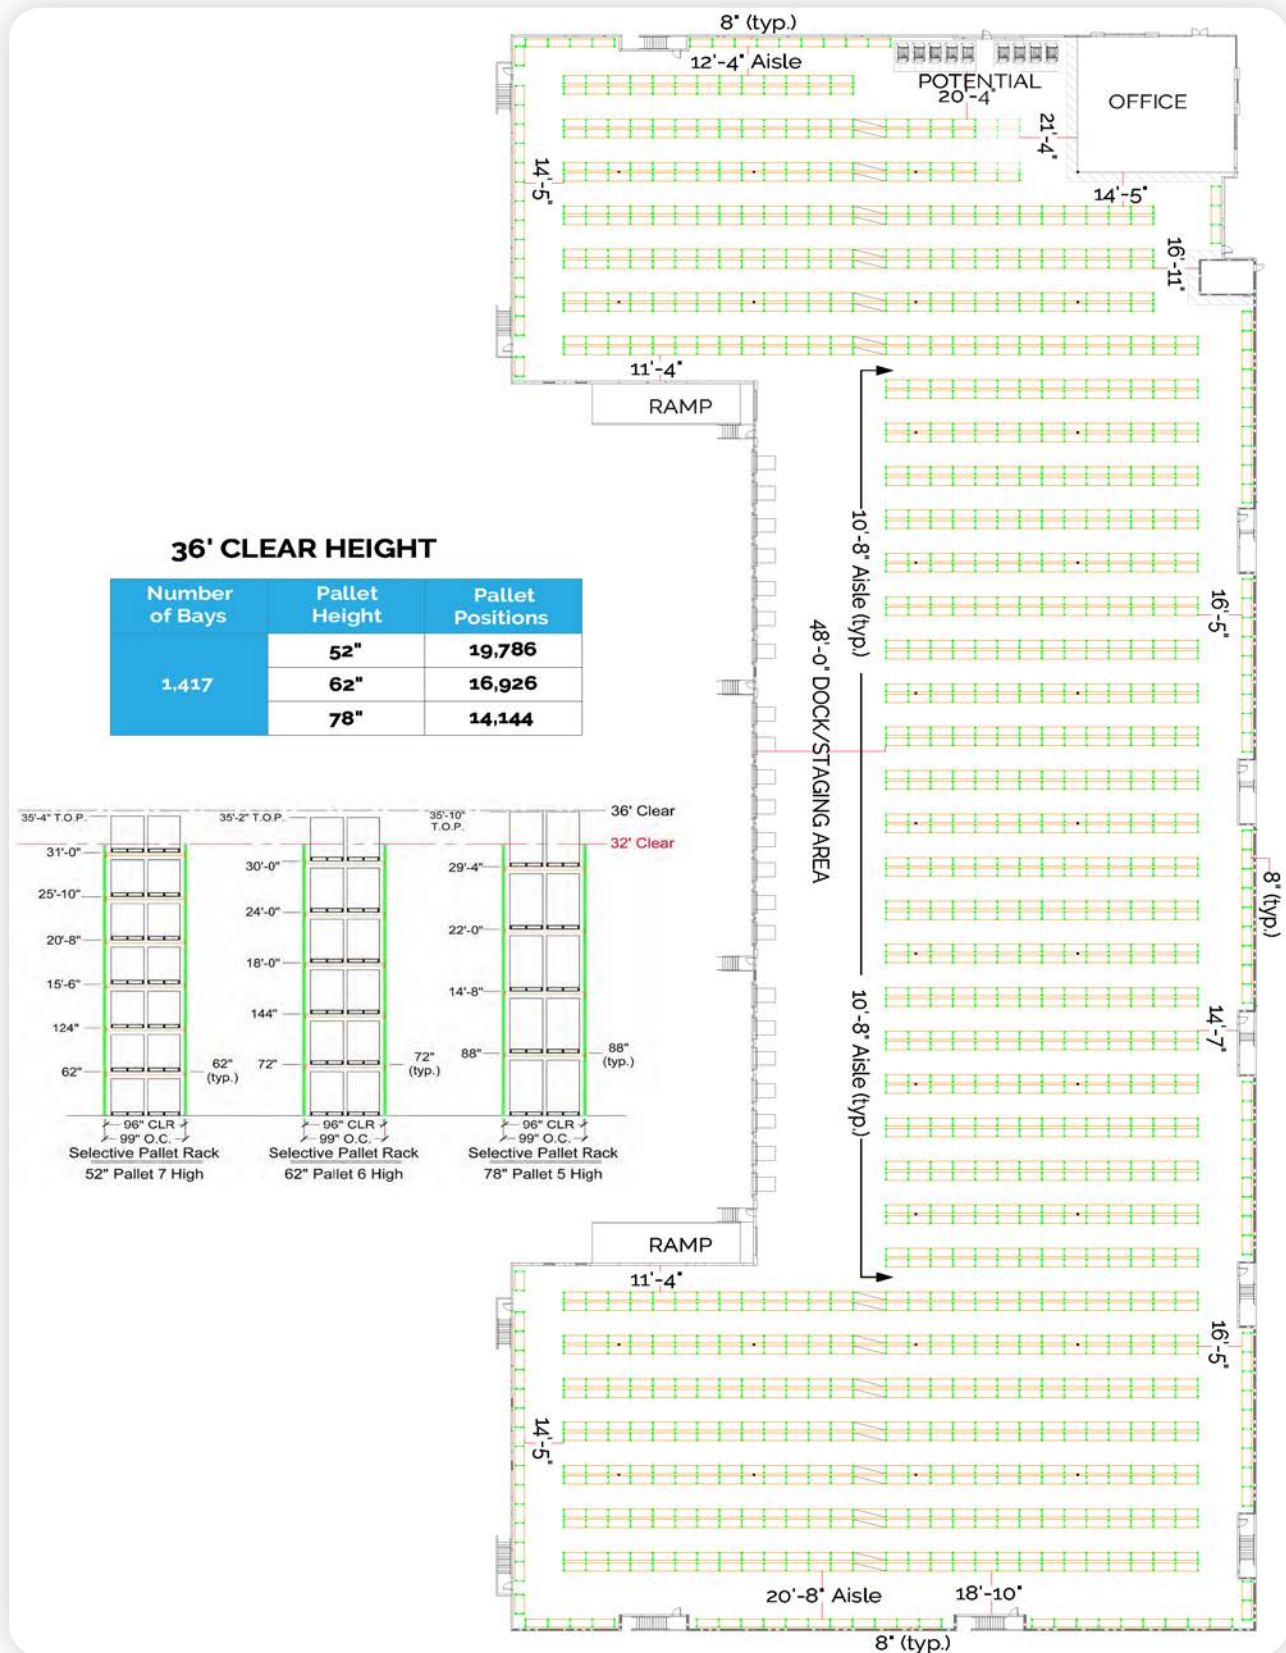 8" (typ.)
12'-4" Aisle
POTENTIAL
20'-4"
OFFICE
21'-4"
14'-5"
14'-5"
16'-11"
11'-4"
RAMP
10'-8" Aisle (typ.)
48'-0" DOCK/STAGING AREA
16'-5"
36' CLEAR HEIGHT
Number of Bays
Pallet Height
Pallet Positions
1,417
52" 19,786
62" 16,926
78" 14,144
35'-4" T.O.P.
31'-0"
25'-10"
20'-8"
15'-6"
124"
62"
62" (typ.)
96" CLR
99" O.C.
Selective Pallet Rack
52" Pallet 7 High
35'-2" T.O.P.
30'-0"
24'-0"
18'-0"
144"
72"
72" (typ.)
96" CLR
99" O.C.
Selective Pallet Rack
62" Pallet 6 High
35'-10" T.O.P.
36' Clear
32' Clear
29'-4"
22'-0"
14'-8"
88"
88" (typ.)
96" CLR
99" O.C.
Selective Pallet Rack
78" Pallet 5 High
8" (typ.)
10'-8" Aisle (typ.)
14'-7"
RAMP
11'-4"
16'-5"
14'-5"
20'-8" Aisle
18'-10"
8" (typ.)